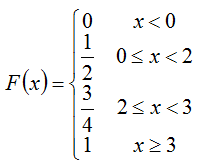 F(x) = { 0 x < 0
1/2 0 ≤ x < 2
3/4 2 ≤ x < 3
1 x ≥ 3